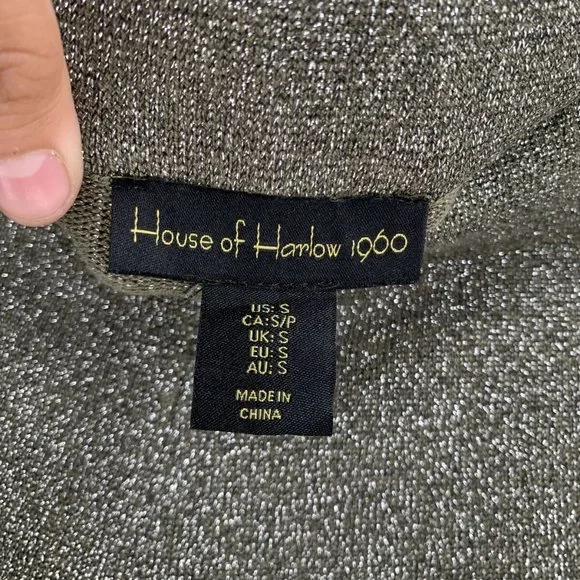 House of Harlow 1960
US: S
CA: S/P
UK: S
EU: S
AU: S
MADE IN
CHINA